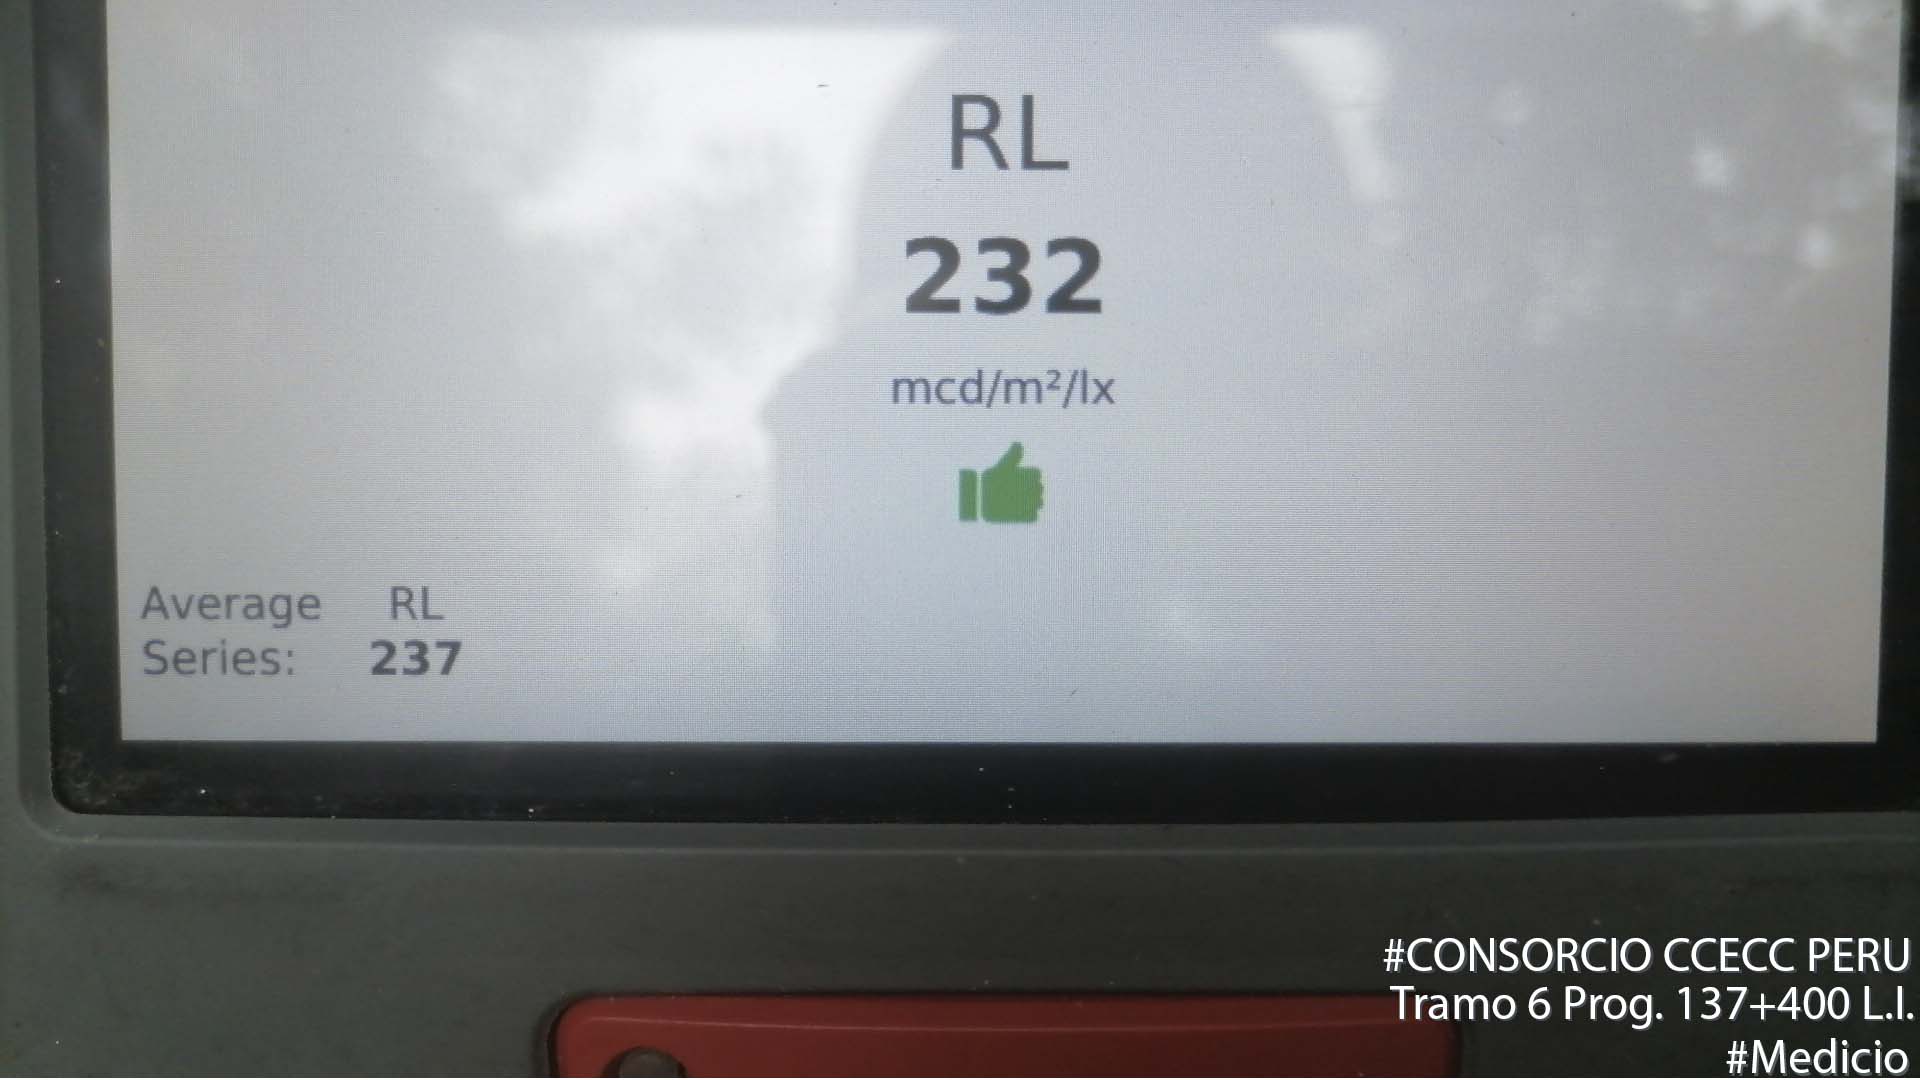 RL
232
mcd/m²/lx
Average RL
Series: 237
#CONSORCIO CCECC PERU
Tramo 6 Prog. 137+400 L.I.
#Medicio